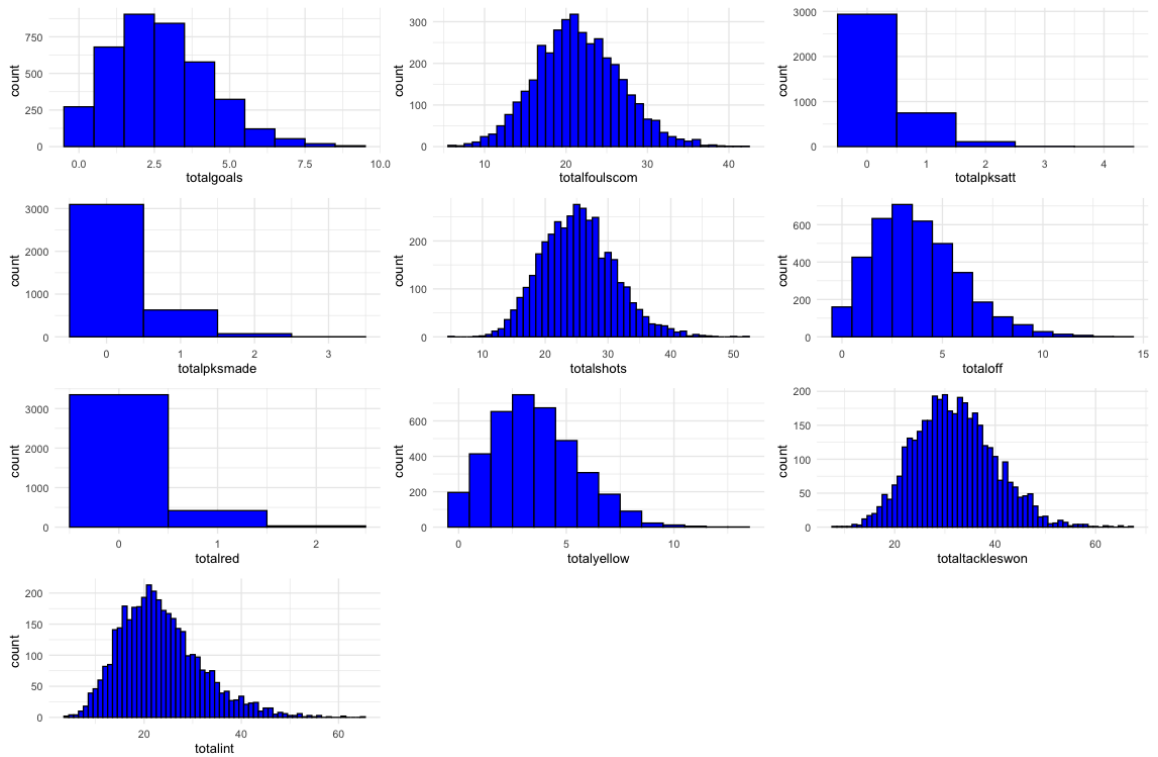 count
750
500
250
0
0.0 2.5 5.0 7.5 10.0
totalgoals
count
300
200
100
0
10 20 30 40
totalfoulscom
count
3000
2000
1000
0
0 1 2 3 4
totalpksatt
count
3000
2000
1000
0
0 1 2 3
totalpksmade
count
200
100
0
10 20 30 40 50
totalshots
count
600
400
200
0
0 5 10 15
totaloff
count
3000
2000
1000
0
0 1 2
totalred
count
600
400
200
0
0 5 10
totalyellow
count
200
150
100
50
0
20 40 60
totaltackleswon
count
200
150
100
50
0
20 40 60
totalint